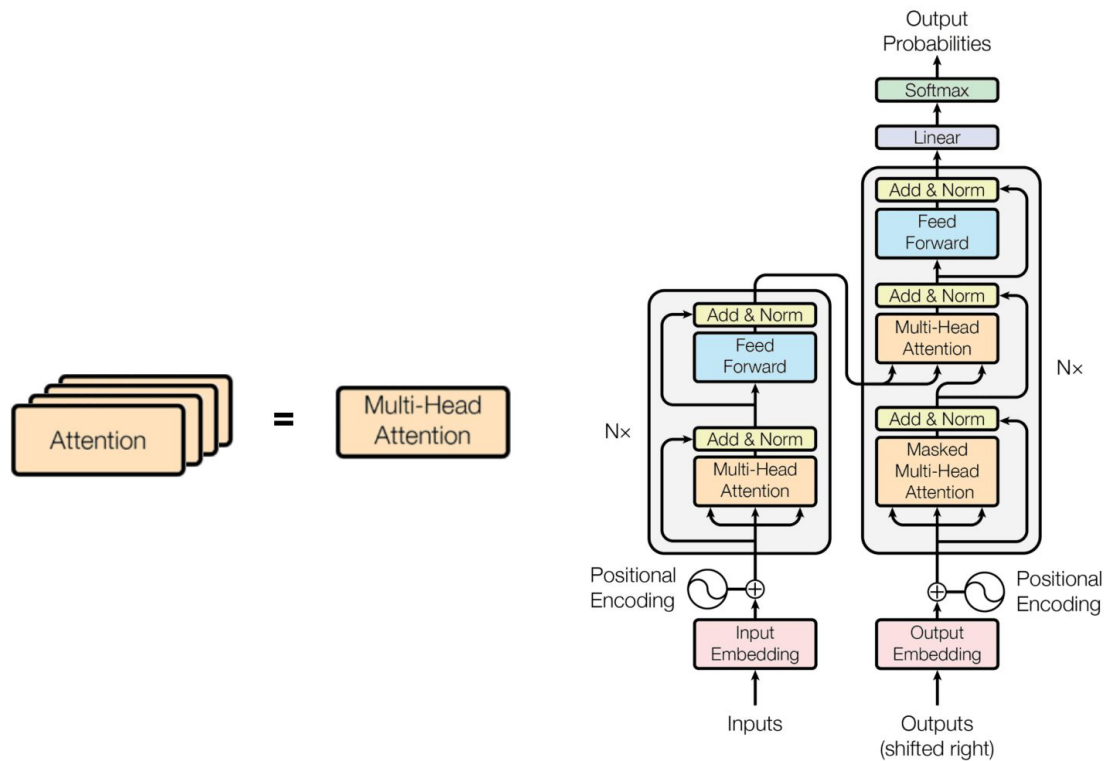 Attention
=
Multi-Head
Attention
Output
Probabilities
Softmax
Linear
Add & Norm
Feed
Forward
Add & Norm
Multi-Head
Attention
Add & Norm
Masked
Multi-Head
Attention
N×
Add & Norm
Feed
Forward
Add & Norm
Multi-Head
Attention
N×
Positional
Encoding
Input
Embedding
Inputs
Positional
Encoding
Output
Embedding
Outputs
(shifted right)